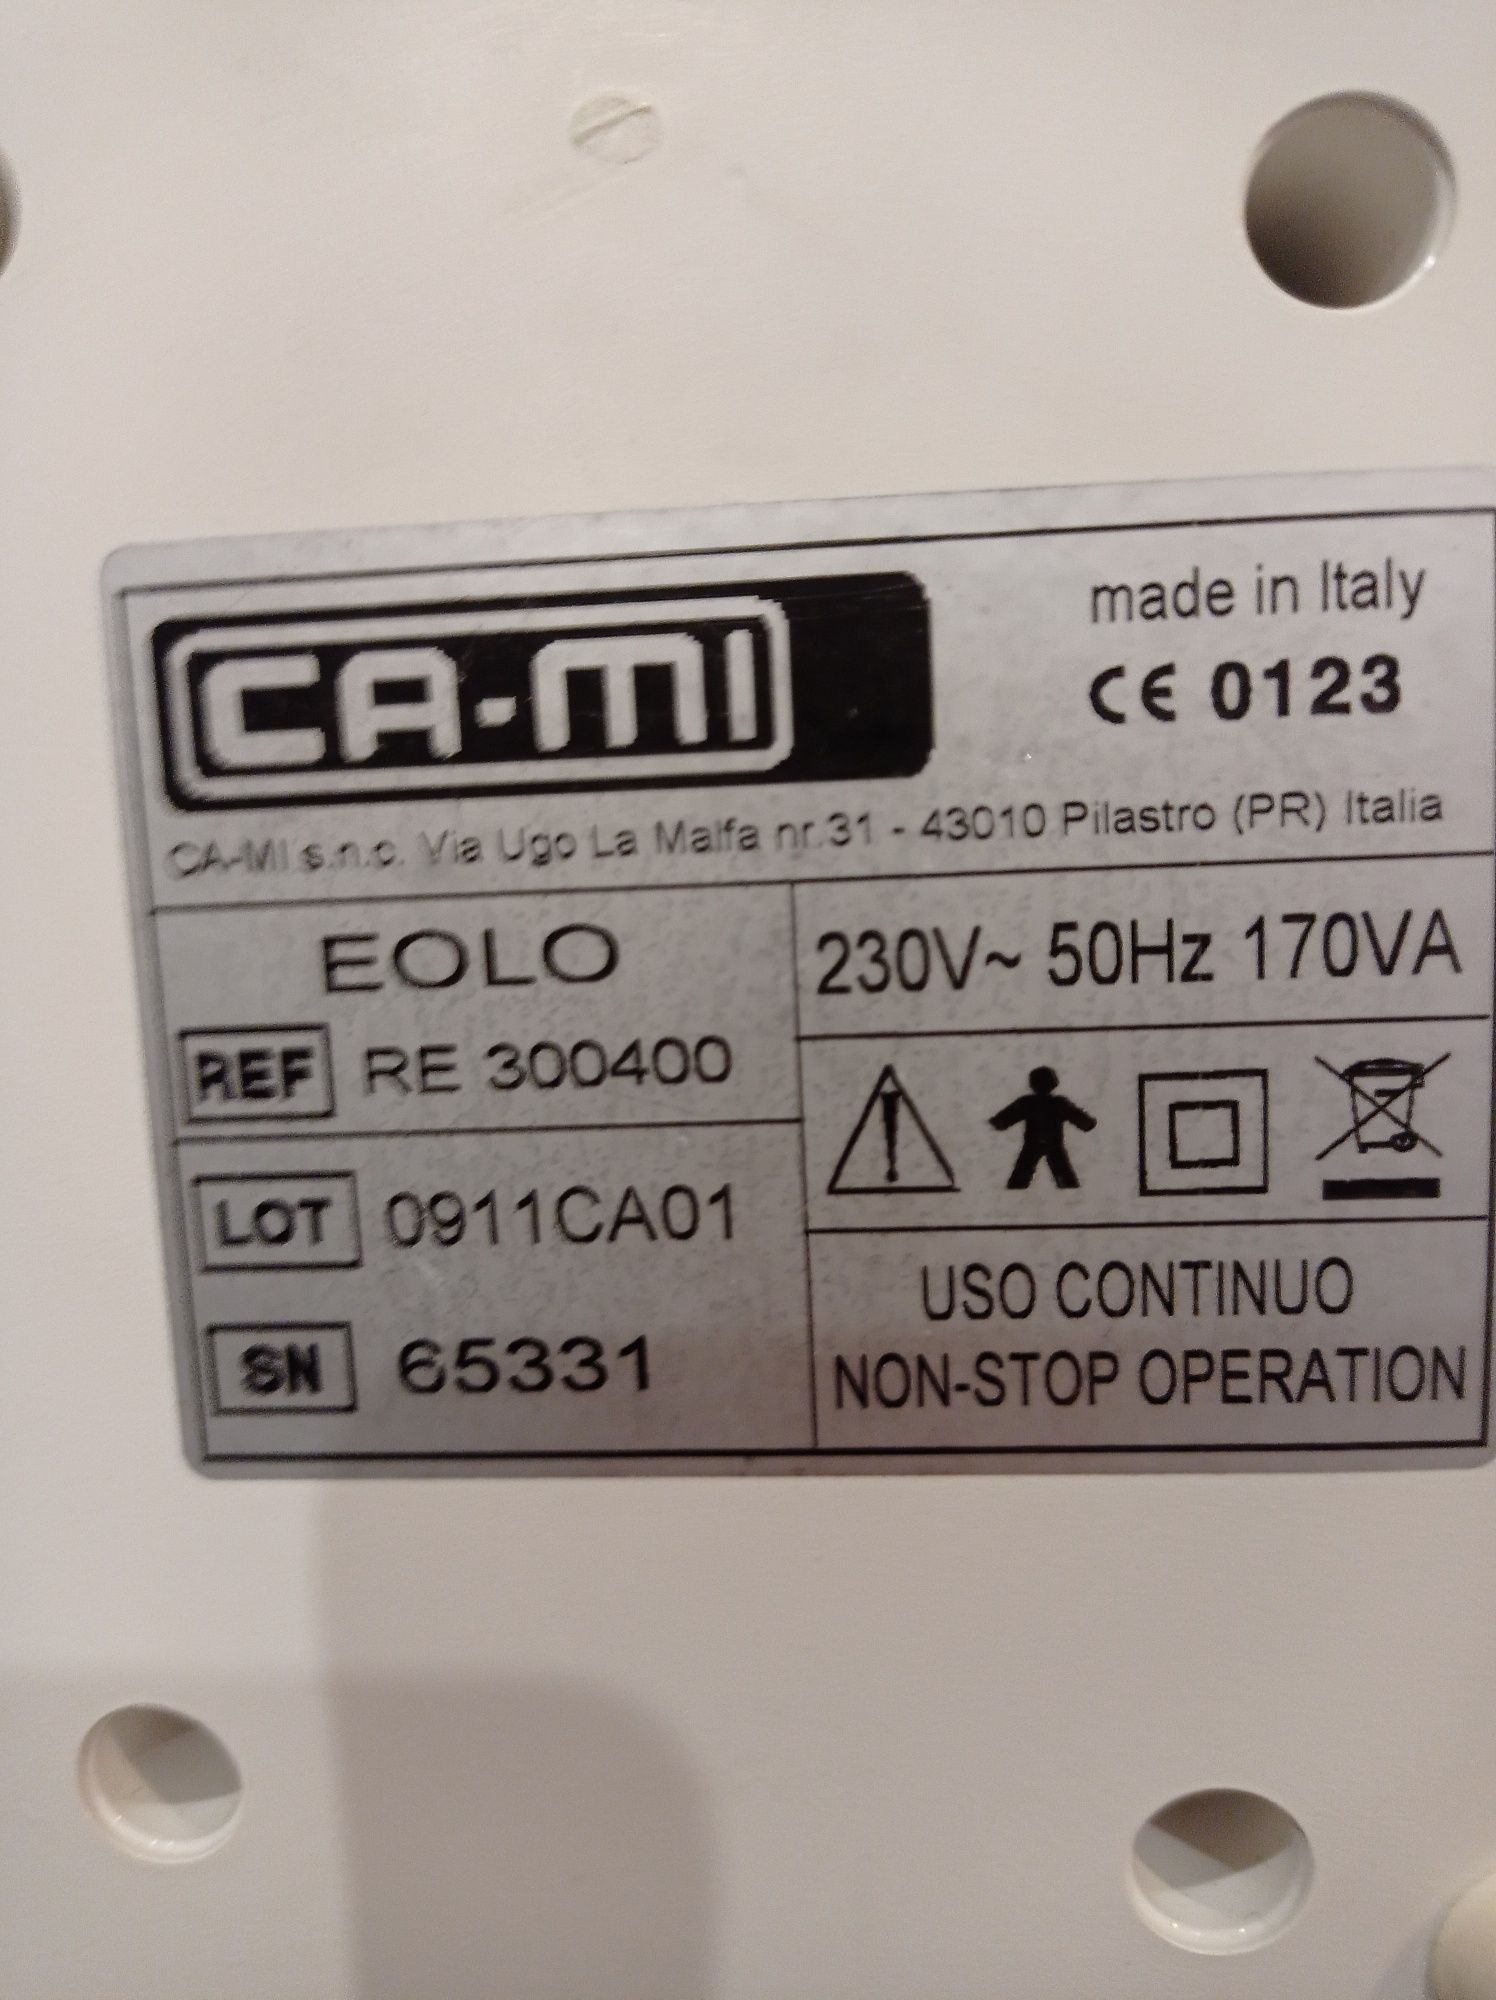 CA-MI
made in Italy
CE 0123
CA-MI s.n.c. Via Ugo La Malfa nr.31 - 43010 Pilastro (PR) Italia
EOLO
REF RE 300400
LOT 0911CA01
SN 65331
230V~ 50Hz 170VA
USO CONTINUO
NON-STOP OPERATION